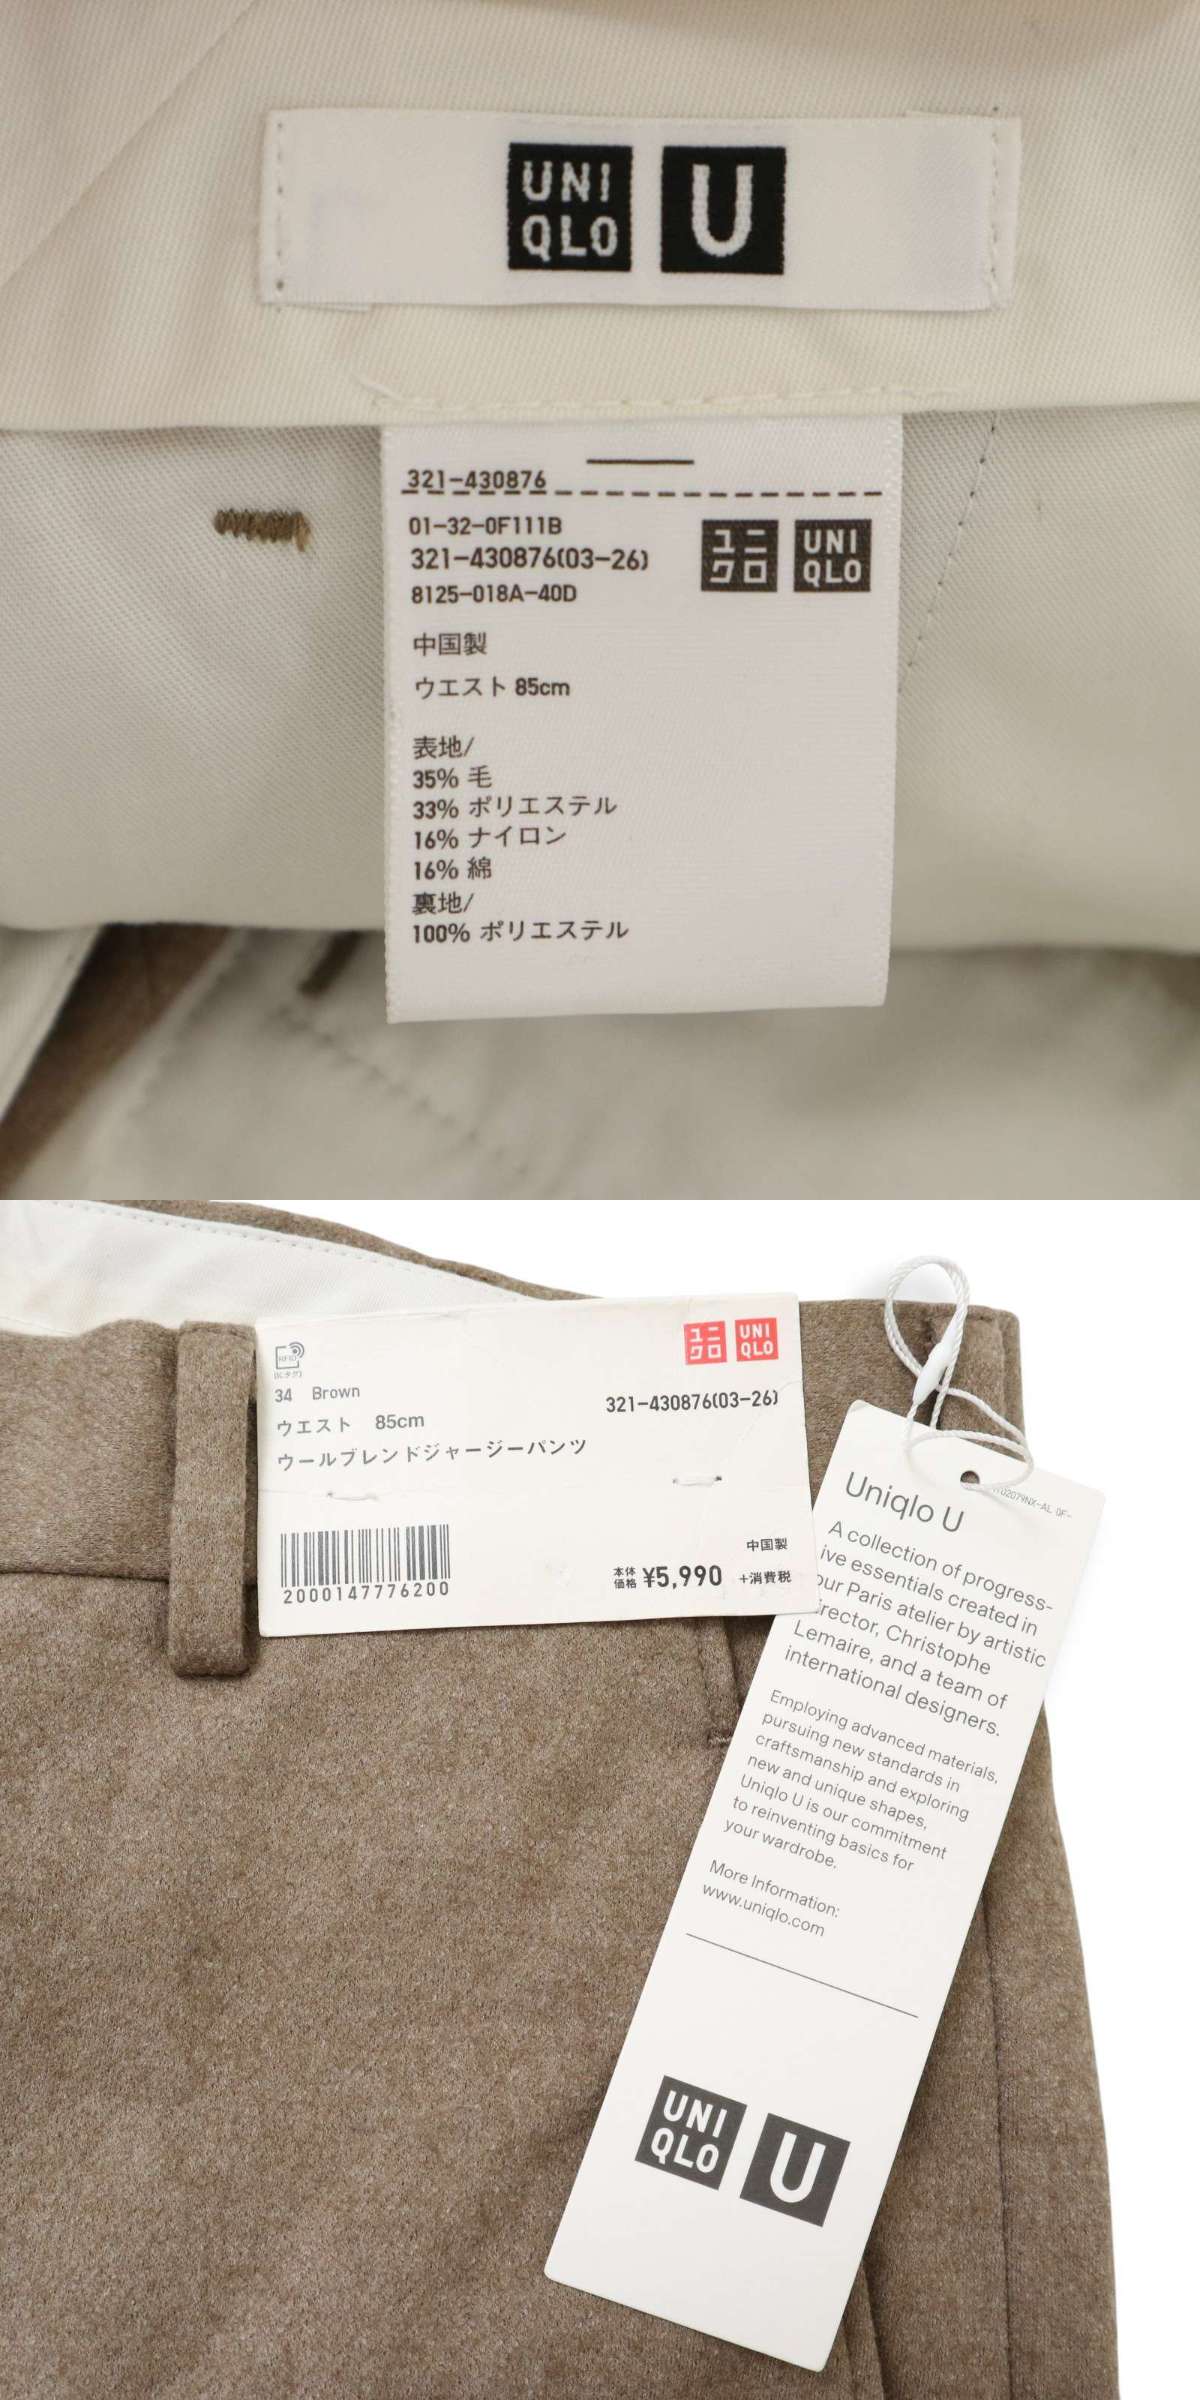 UNI
QLO
U
321-430876
01-32-0F111B
321-430876(03-26)
8125-018A-40D
ユニ
クロ
UNI
QLO
中国製
ウエスト 85cm
表地/
35% 毛
33% ポリエステル
16% ナイロン
16% 綿
裏地/
100% ポリエステル
RFID
(ICタグ)
ユニ
クロ
UNI
QLO
34 Brown
321-430876(03-26)
ウエスト 85cm
ウールブレンドジャージーパンツ
2000147776200
中国製
本体
価格 ¥5,990 +消費税
Uniqlo U
A collection of progress-
ive essentials created in
our Paris atelier by artistic
rector, Christophe
Lemaire, and a team of
international designers.
Employing advanced materials,
pursuing new standards in
craftsmanship and exploring
new and unique shapes,
Uniqlo U is our commitment
to reinventing basics for
your wardrobe.
More Information:
www.uniqlo.com
UNI
QLO
U